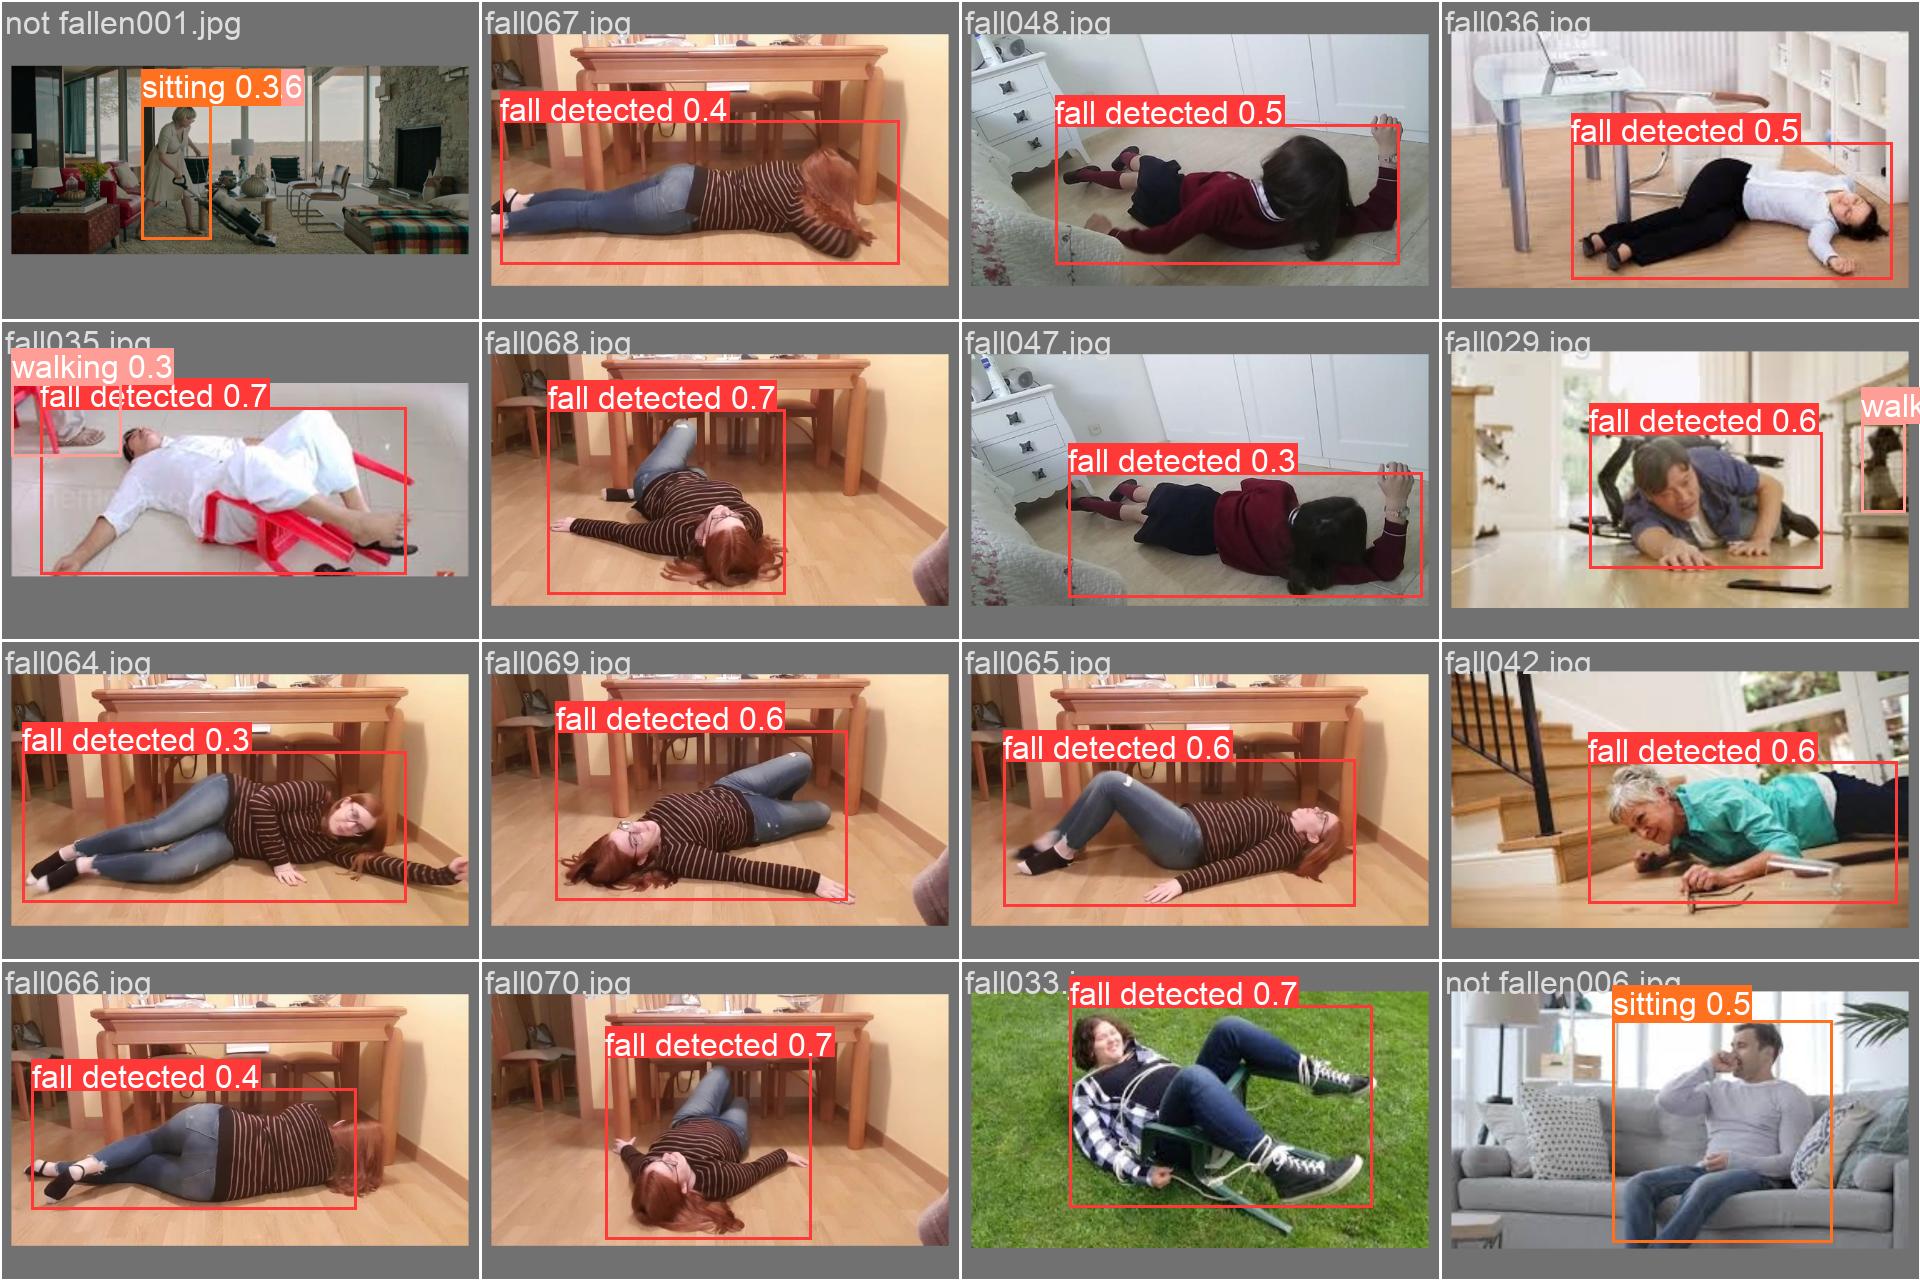 not fallen001.jpg
sitting 0.3 6
fall067.jpg
fall detected 0.4
fall048.jpg
fall detected 0.5
fall036.jpg
fall detected 0.5
fall035.jpg
walking 0.3
fall detected 0.7
fall068.jpg
fall detected 0.7
fall047.jpg
fall detected 0.3
fall029.jpg
fall detected 0.6
walk
fall064.jpg
fall detected 0.3
fall069.jpg
fall detected 0.6
fall065.jpg
fall detected 0.6
fall042.jpg
fall detected 0.6
fall066.jpg
fall detected 0.4
fall070.jpg
fall detected 0.7
fall033.j
fall detected 0.7
not fallen006.jpg
sitting 0.5